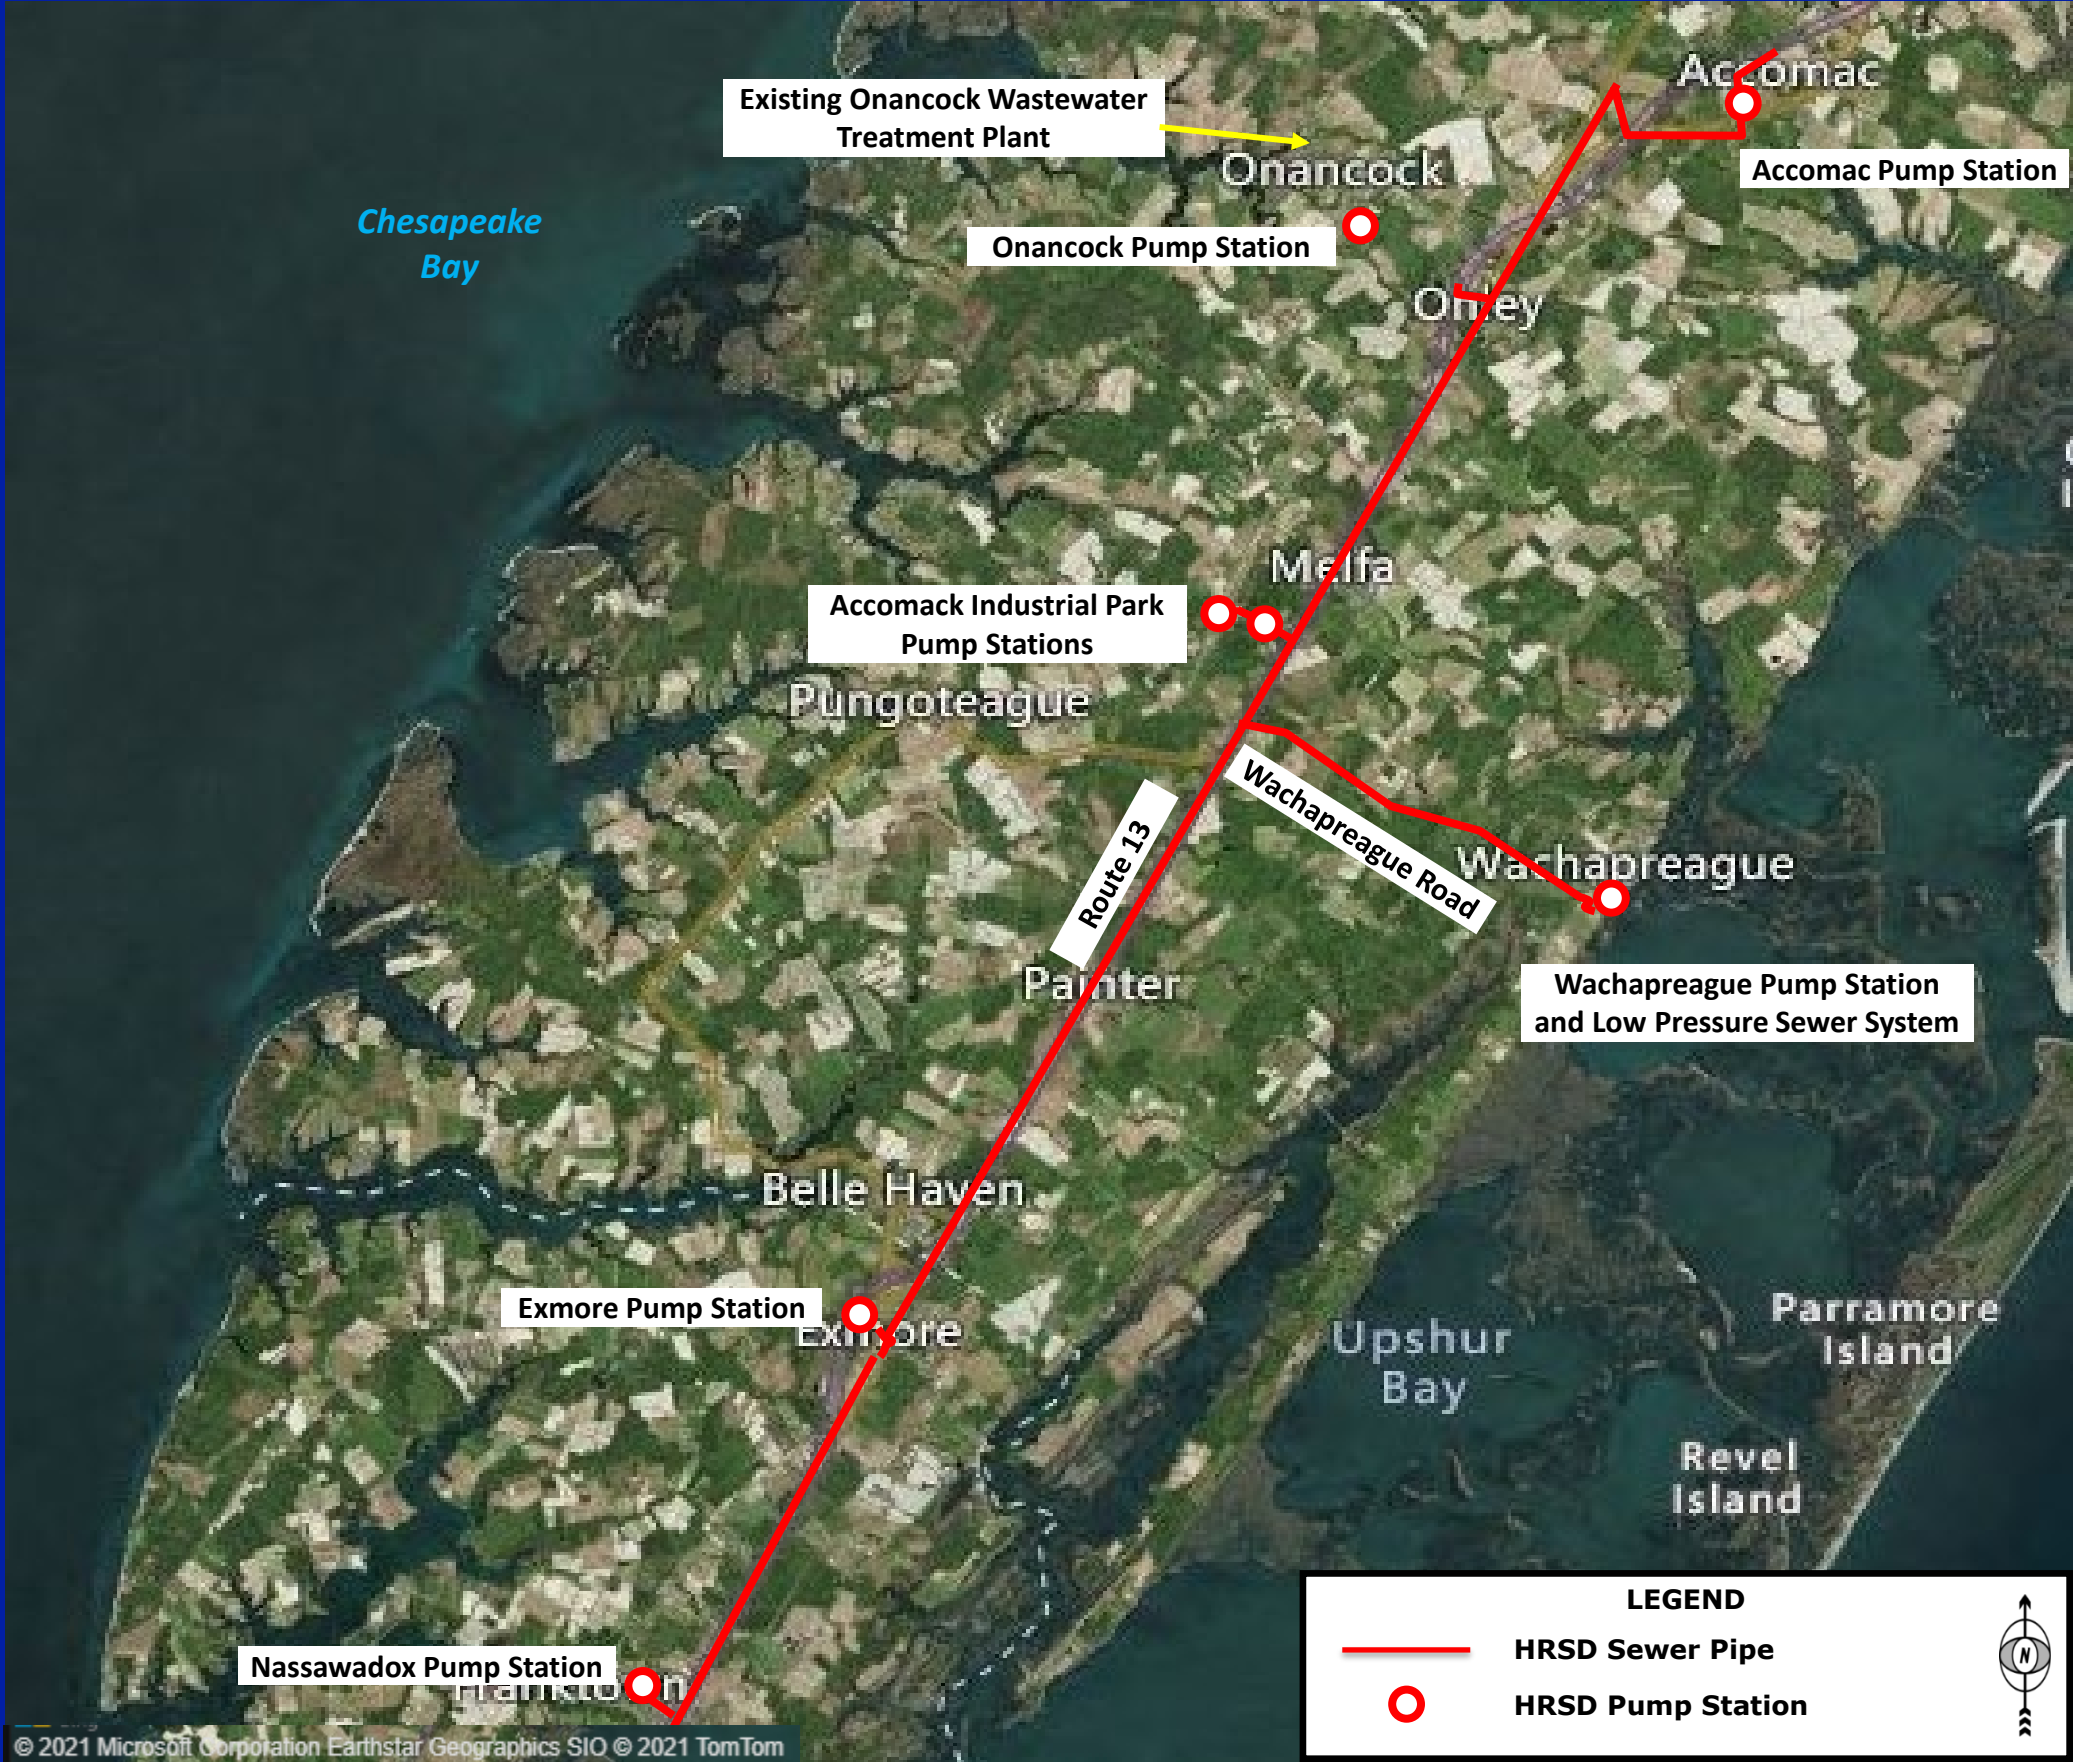 Accomac
Existing Onancock Wastewater
Treatment Plant
Onancock
Accomac Pump Station
Chesapeake
Bay
Onancock Pump Station
Onley
Melfa
Accomack Industrial Park
Pump Stations
Pungoteague
Wachapreague Road
Route 13
Wachapreague
Painter
Wachapreague Pump Station
and Low Pressure Sewer System
Belle Haven
Exmore Pump Station
Exmore
Upshur
Bay
Parramore
Island
Revel
Island
Nassawadox Pump Station
Franktown
LEGEND
HRSD Sewer Pipe
HRSD Pump Station
N
© 2021 Microsoft Corporation Earthstar Geographics SIO © 2021 TomTom